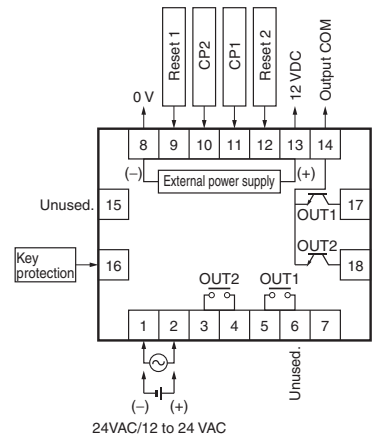 Reset 1
CP2
CP1
Reset 2
12 VDC
Output COM
0 V
8 9 10 11 12 13 14
(−) External power supply (+)
Unused. 15
17
OUT1
Key
protection
16
OUT2
18
OUT2 OUT1
1 2 3 4 5 6 7
Unused.
(−) (+)
24VAC/12 to 24 VAC